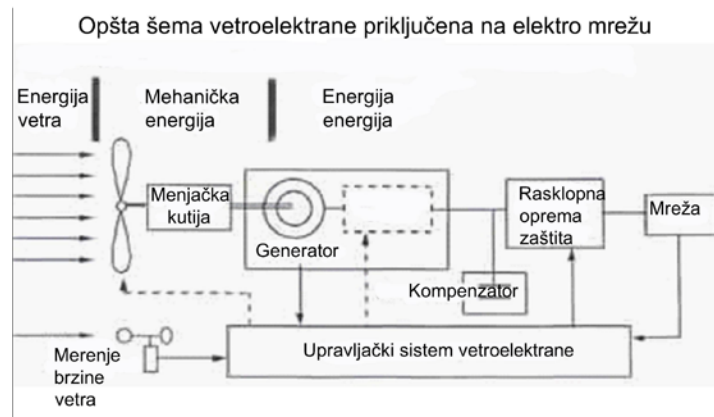 Opšta šema vetroelektrane priključena na elektro mrežu
Energija
vetra
Mehanička
energija
Energija
energija
Menjačka
kutija
Generator
Rasklopna
oprema
zaštita
Mreža
Kompenzator
Upravljački sistem vetroelektrane
Merenje
brzine
vetra